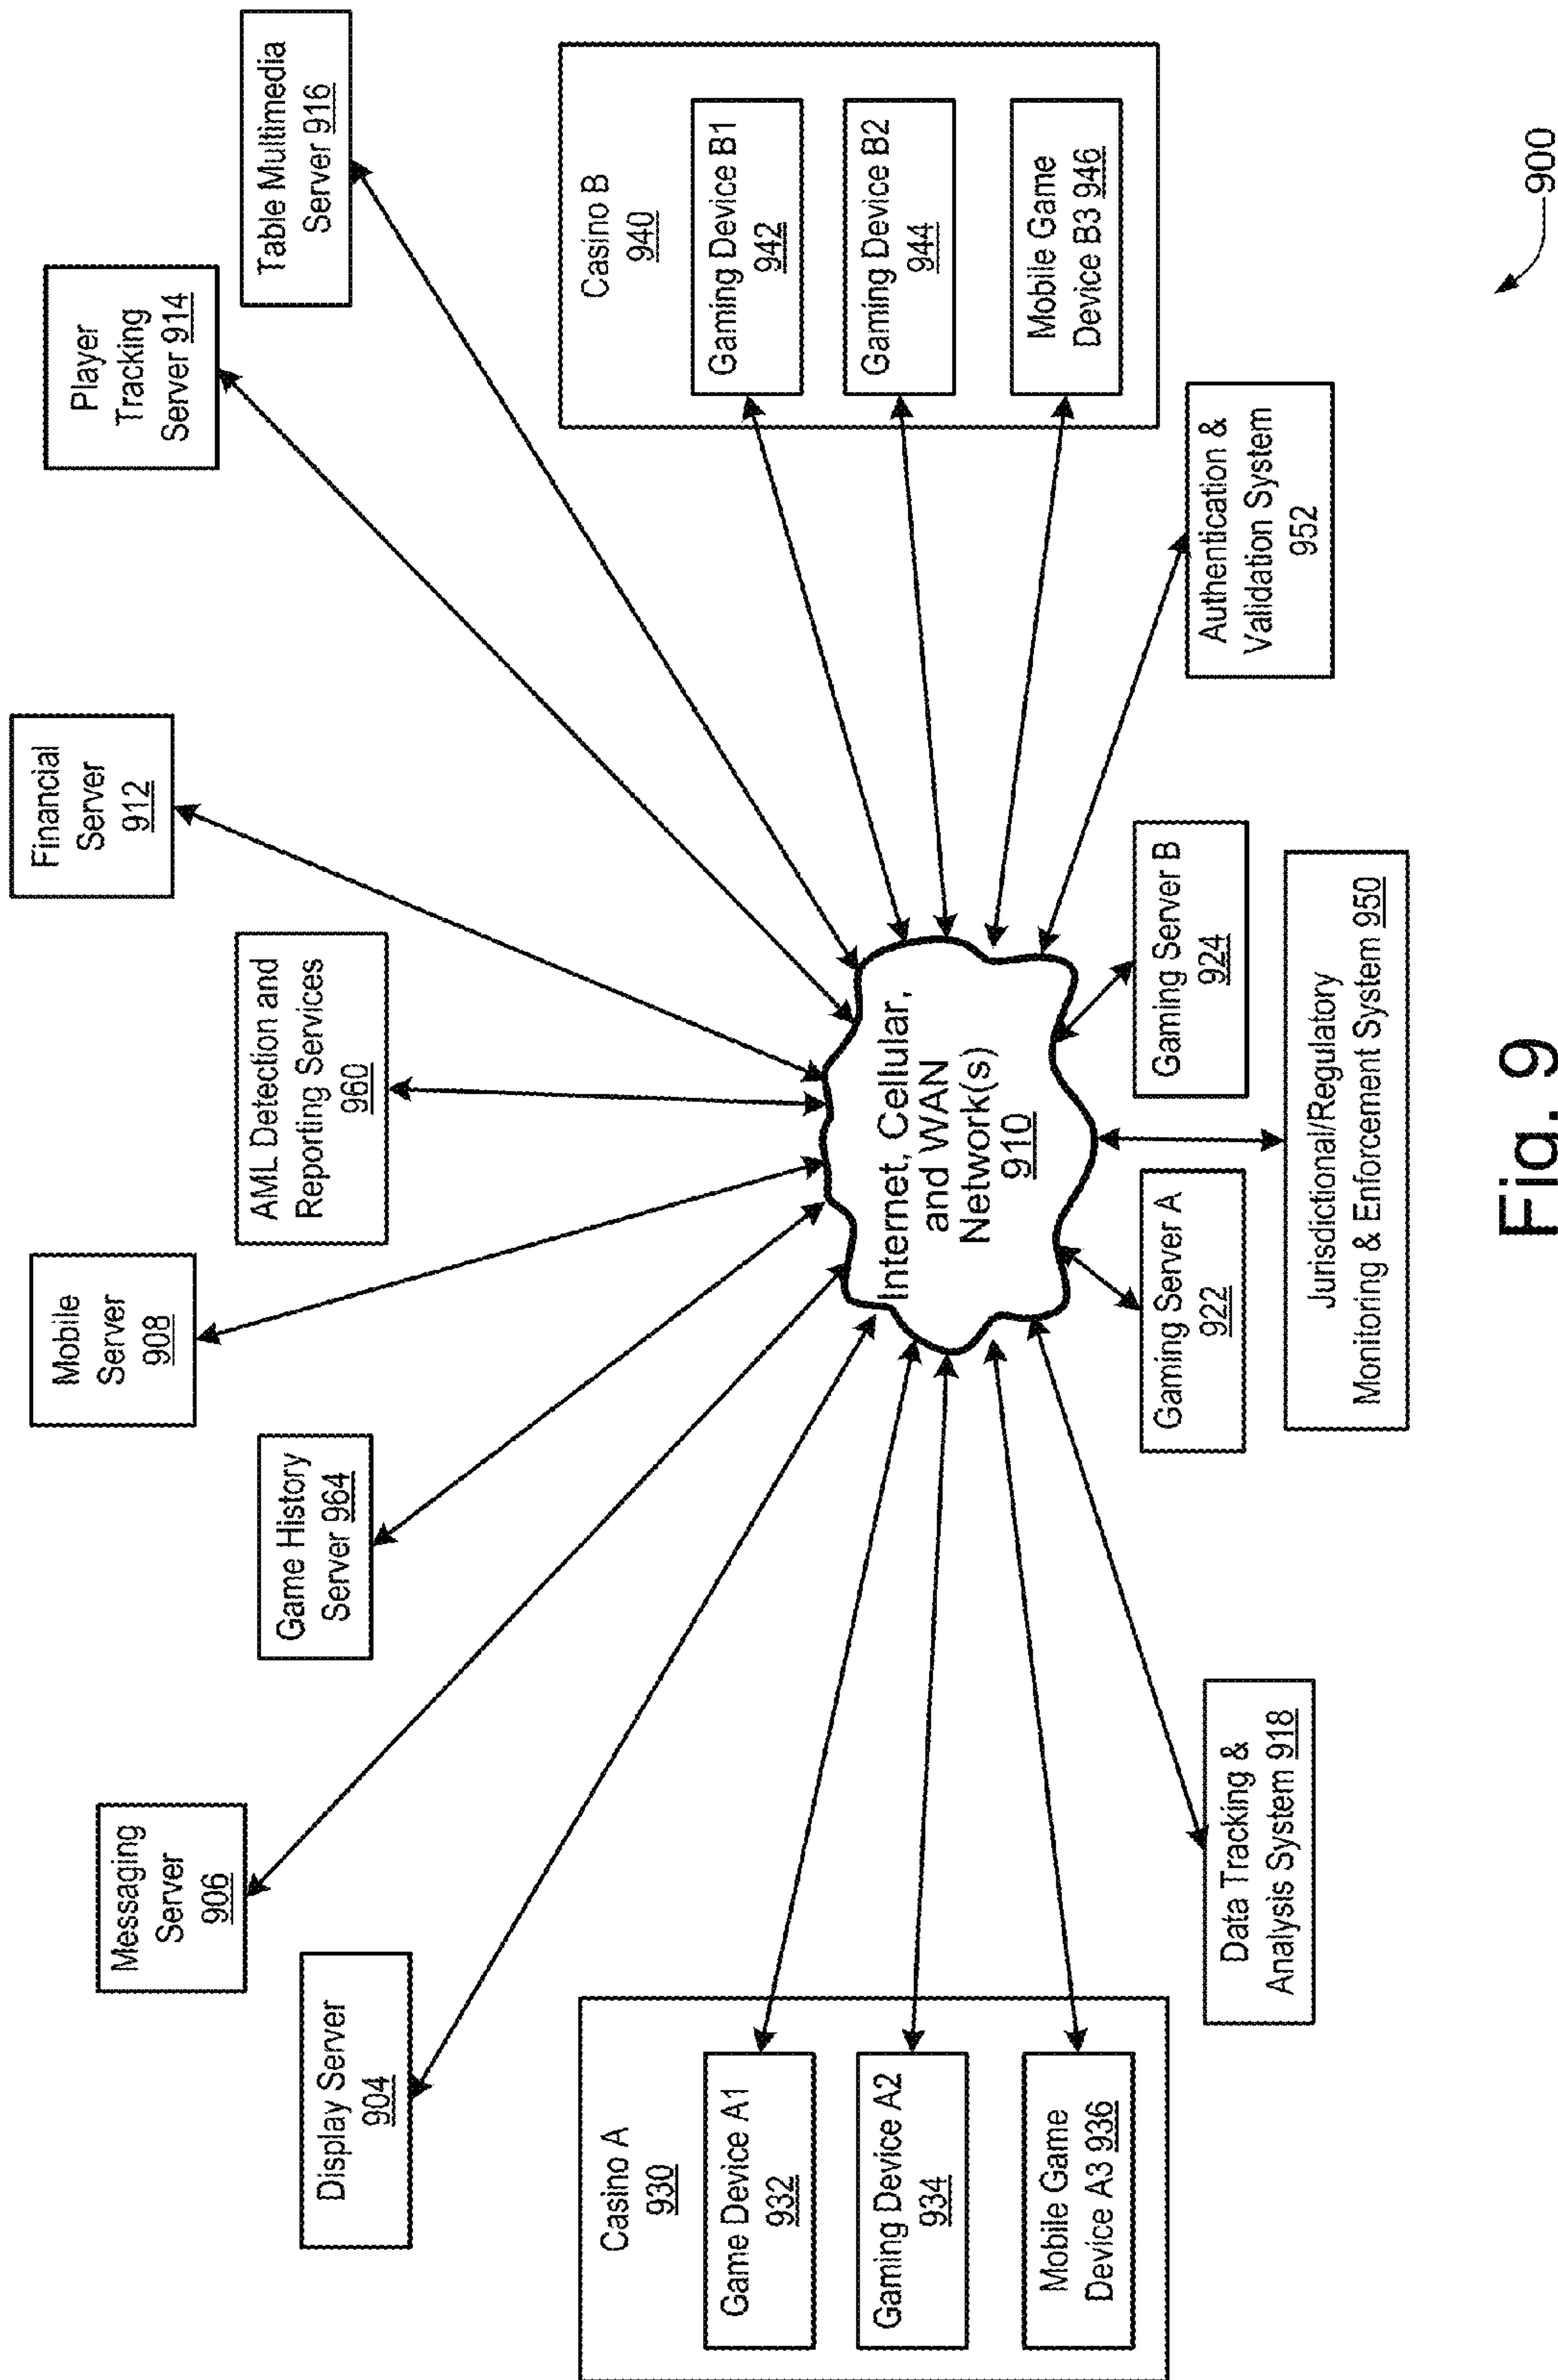 Messaging
Server
906
Mobile
Server
908
Financial
Server
912
Player
Tracking
Server 914
Display Server
904
Game History
Server 964
AML Detection and
Reporting Services
960
Table Multimedia
Server 916
Casino A
930
Game Device A1
932
Gaming Device A2
934
Mobile Game
Device A3 936
Internet, Cellular,
and WAN
Network(s)
910
Casino B
940
Gaming Device B1
942
Gaming Device B2
944
Mobile Game
Device B3 946
Data Tracking &
Analysis System 918
Gaming Server A
922
Gaming Server B
924
Authentication &
Validation System
952
Jurisdictional/Regulatory
Monitoring & Enforcement System 950
Fig. 9
900